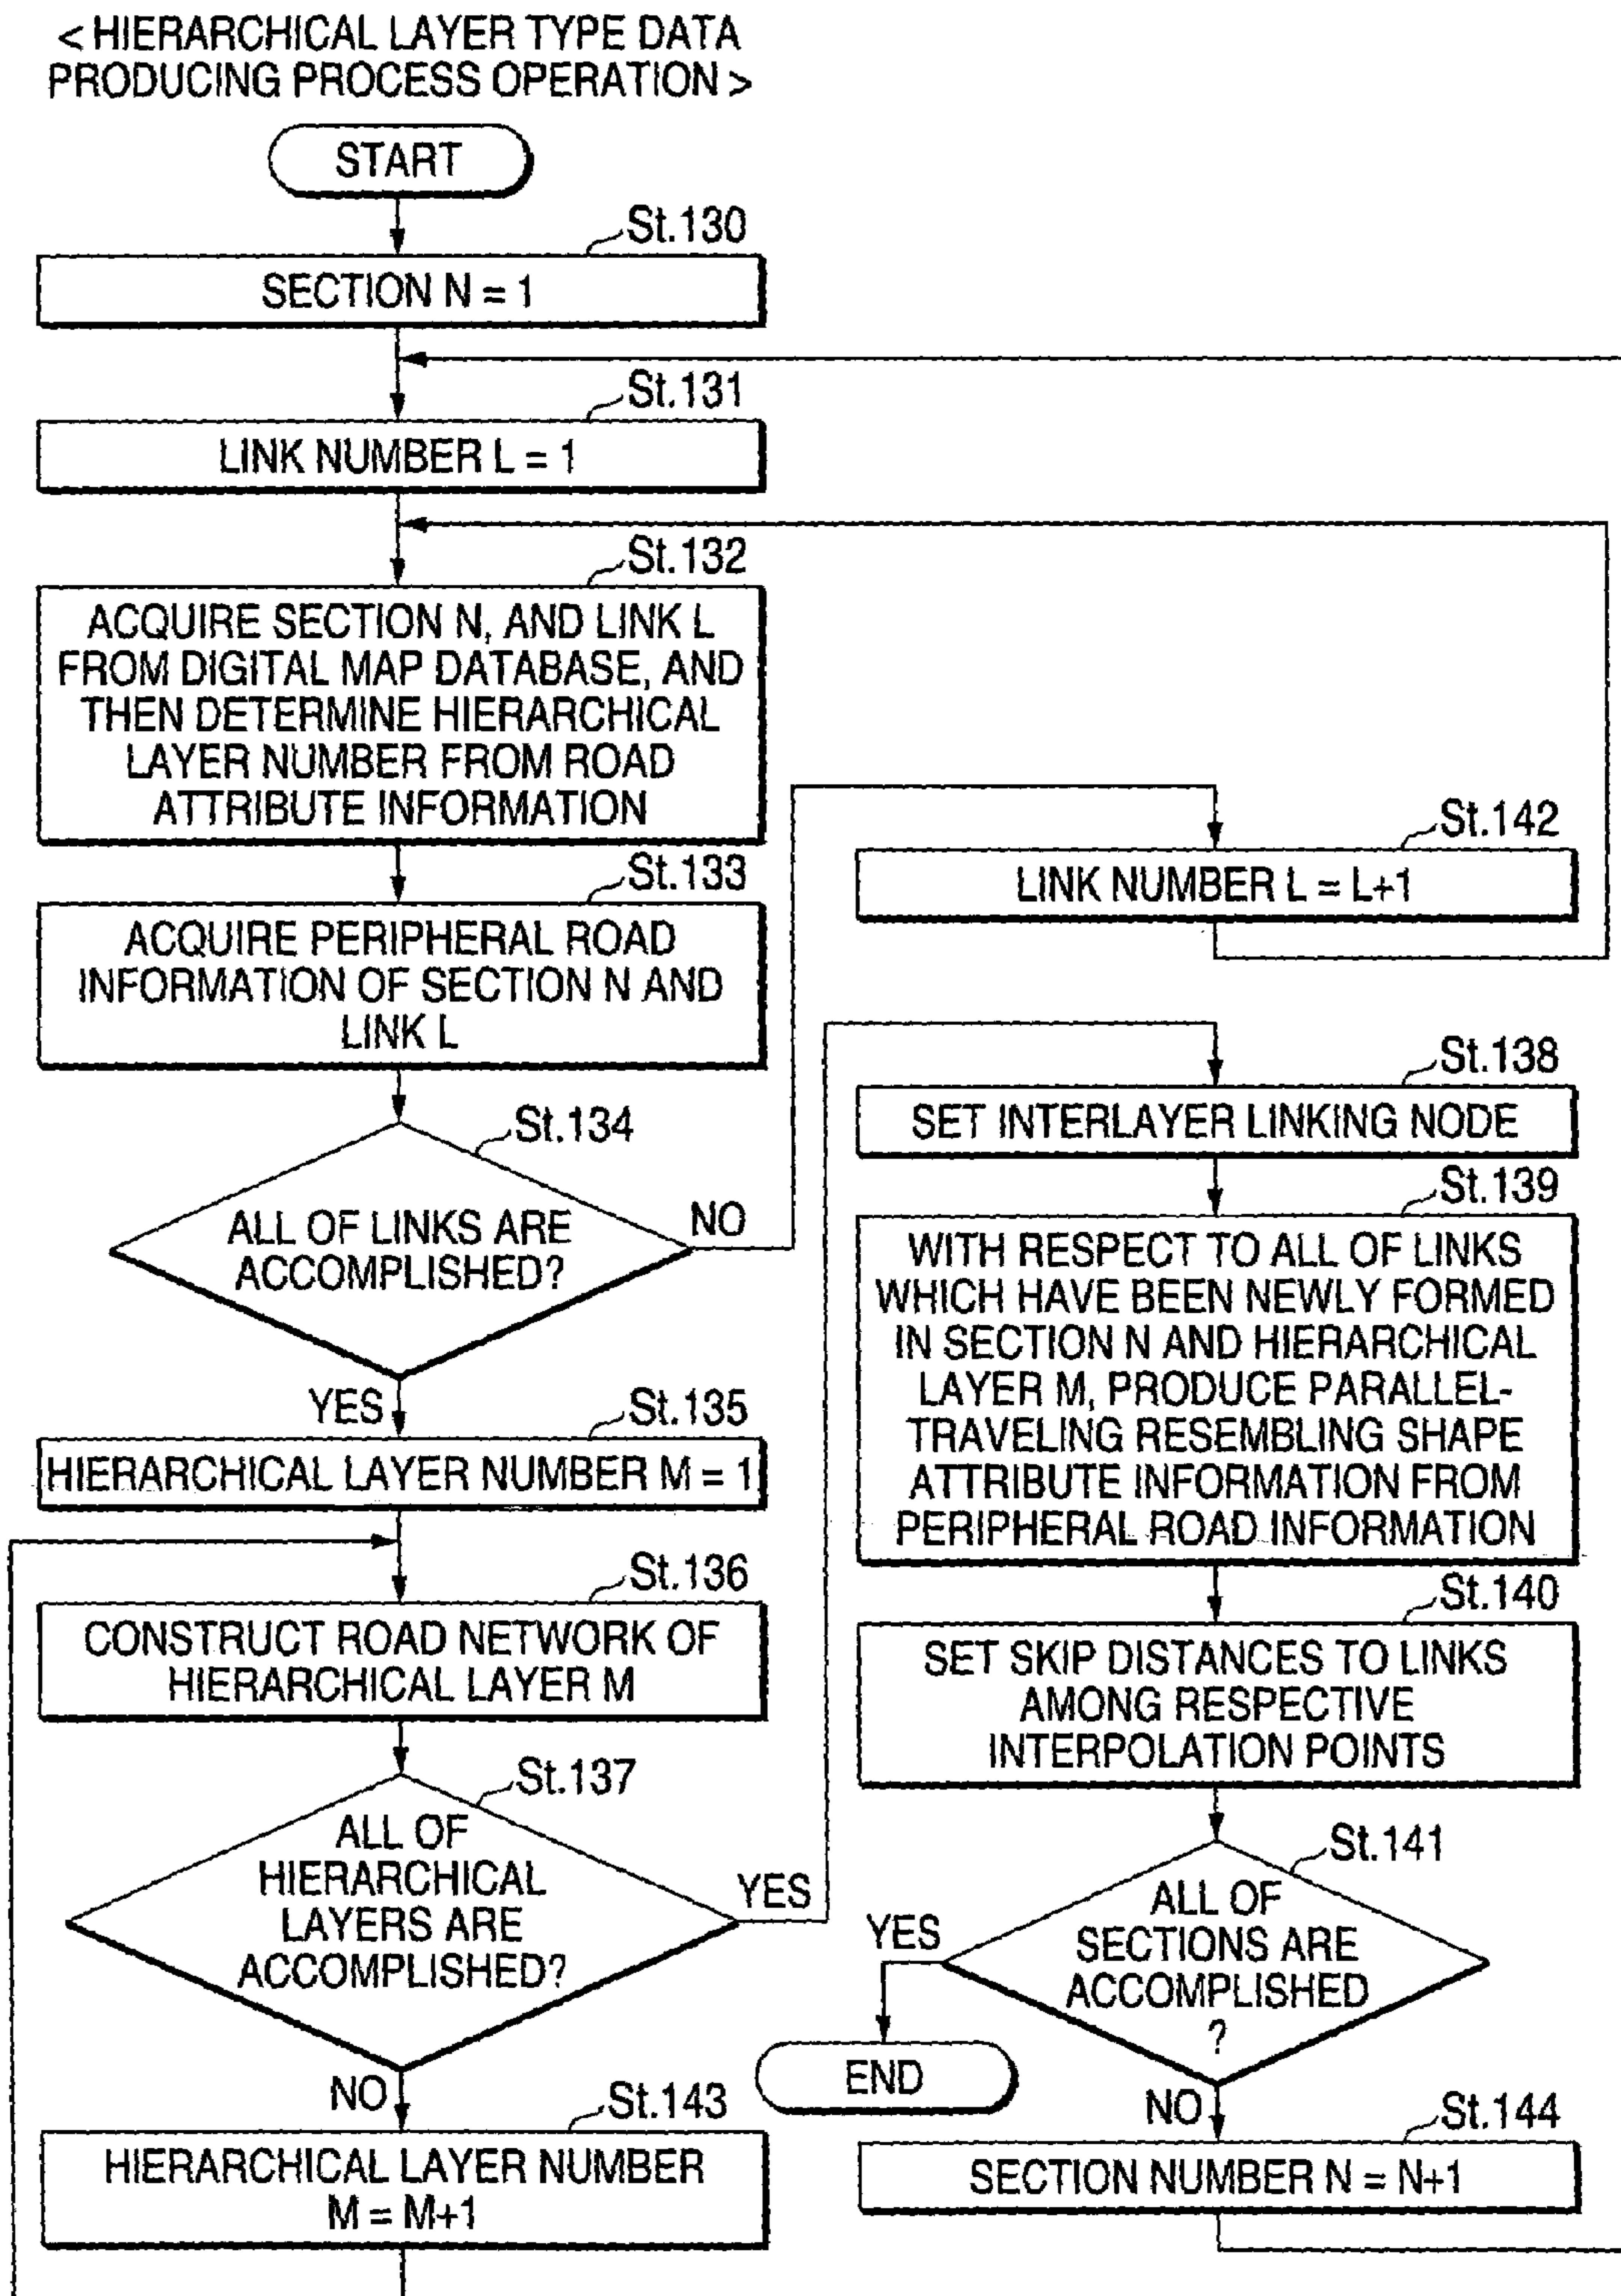 < HIERARCHICAL LAYER TYPE DATA
PRODUCING PROCESS OPERATION >
START
St.130
SECTION N = 1
St.131
LINK NUMBER L = 1
St.132
ACQUIRE SECTION N, AND LINK L
FROM DIGITAL MAP DATABASE, AND
THEN DETERMINE HIERARCHICAL
LAYER NUMBER FROM ROAD
ATTRIBUTE INFORMATION
St.133
ACQUIRE PERIPHERAL ROAD
INFORMATION OF SECTION N AND
LINK L
St.134
ALL OF LINKS ARE
ACCOMPLISHED?
NO
YES
St.135
HIERARCHICAL LAYER NUMBER M = 1
St.136
CONSTRUCT ROAD NETWORK OF
HIERARCHICAL LAYER M
St.137
ALL OF
HIERARCHICAL
LAYERS ARE
ACCOMPLISHED?
YES
NO
St.143
HIERARCHICAL LAYER NUMBER
M = M+1
St.142
LINK NUMBER L = L+1
St.138
SET INTERLAYER LINKING NODE
St.139
WITH RESPECT TO ALL OF LINKS
WHICH HAVE BEEN NEWLY FORMED
IN SECTION N AND HIERARCHICAL
LAYER M, PRODUCE PARALLEL-
TRAVELING RESEMBLING SHAPE
ATTRIBUTE INFORMATION FROM
PERIPHERAL ROAD INFORMATION
St.140
SET SKIP DISTANCES TO LINKS
AMONG RESPECTIVE
INTERPOLATION POINTS
St.141
ALL OF
SECTIONS ARE
ACCOMPLISHED
?
YES
END
NO
St.144
SECTION NUMBER N = N+1